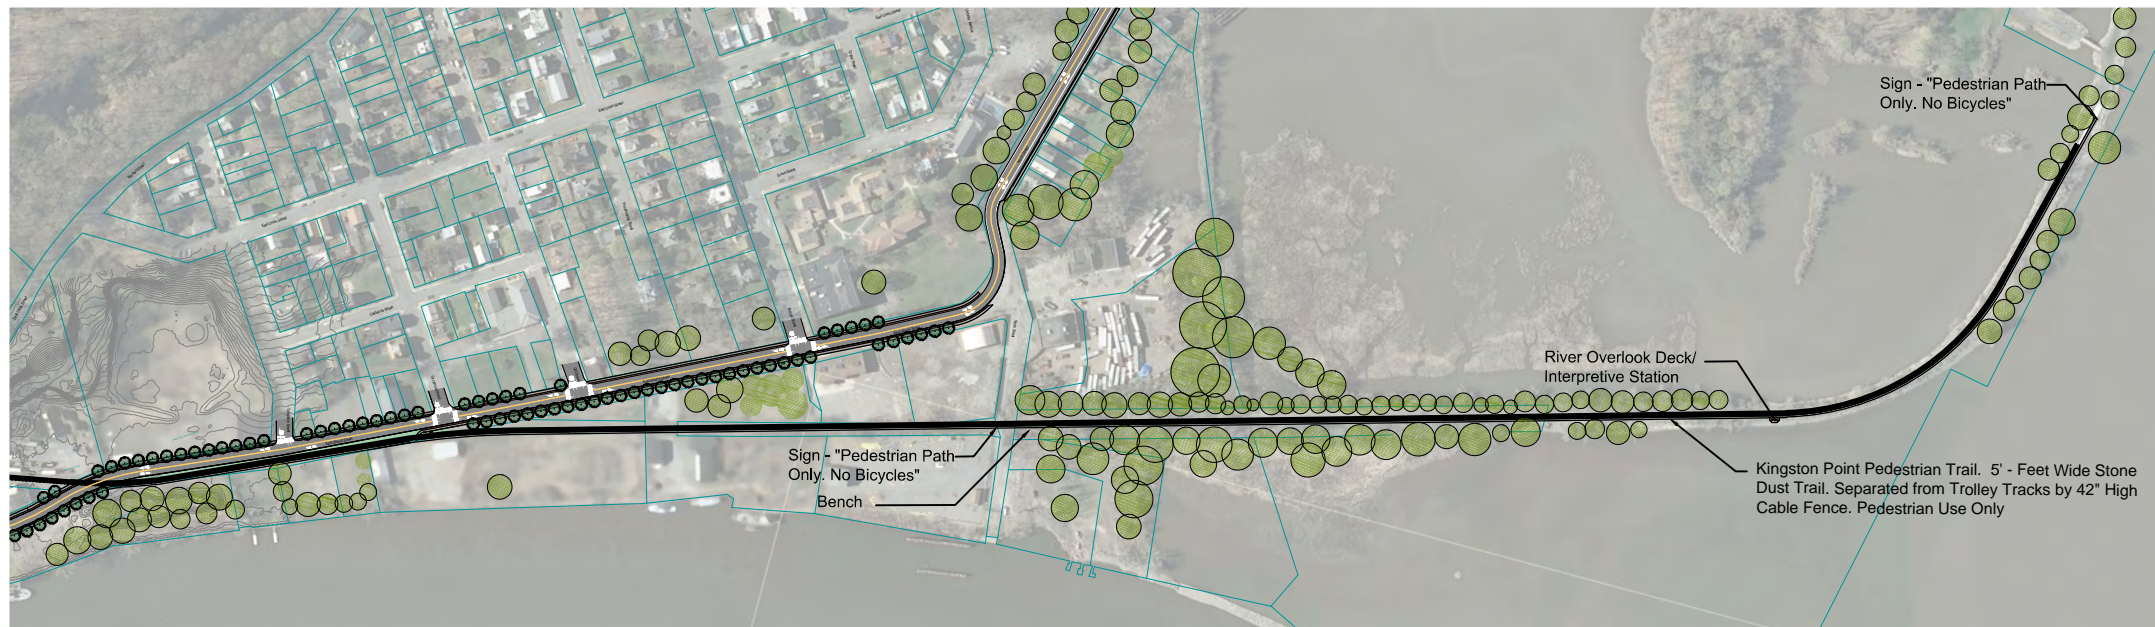 Sign - "Pedestrian Path
Only. No Bicycles"
River Overlook Deck/
Interpretive Station
Sign - "Pedestrian Path
Only. No Bicycles"
Bench
Kingston Point Pedestrian Trail.  5' - Feet Wide Stone
Dust Trail. Separated from Trolley Tracks by 42" High
Cable Fence. Pedestrian Use Only